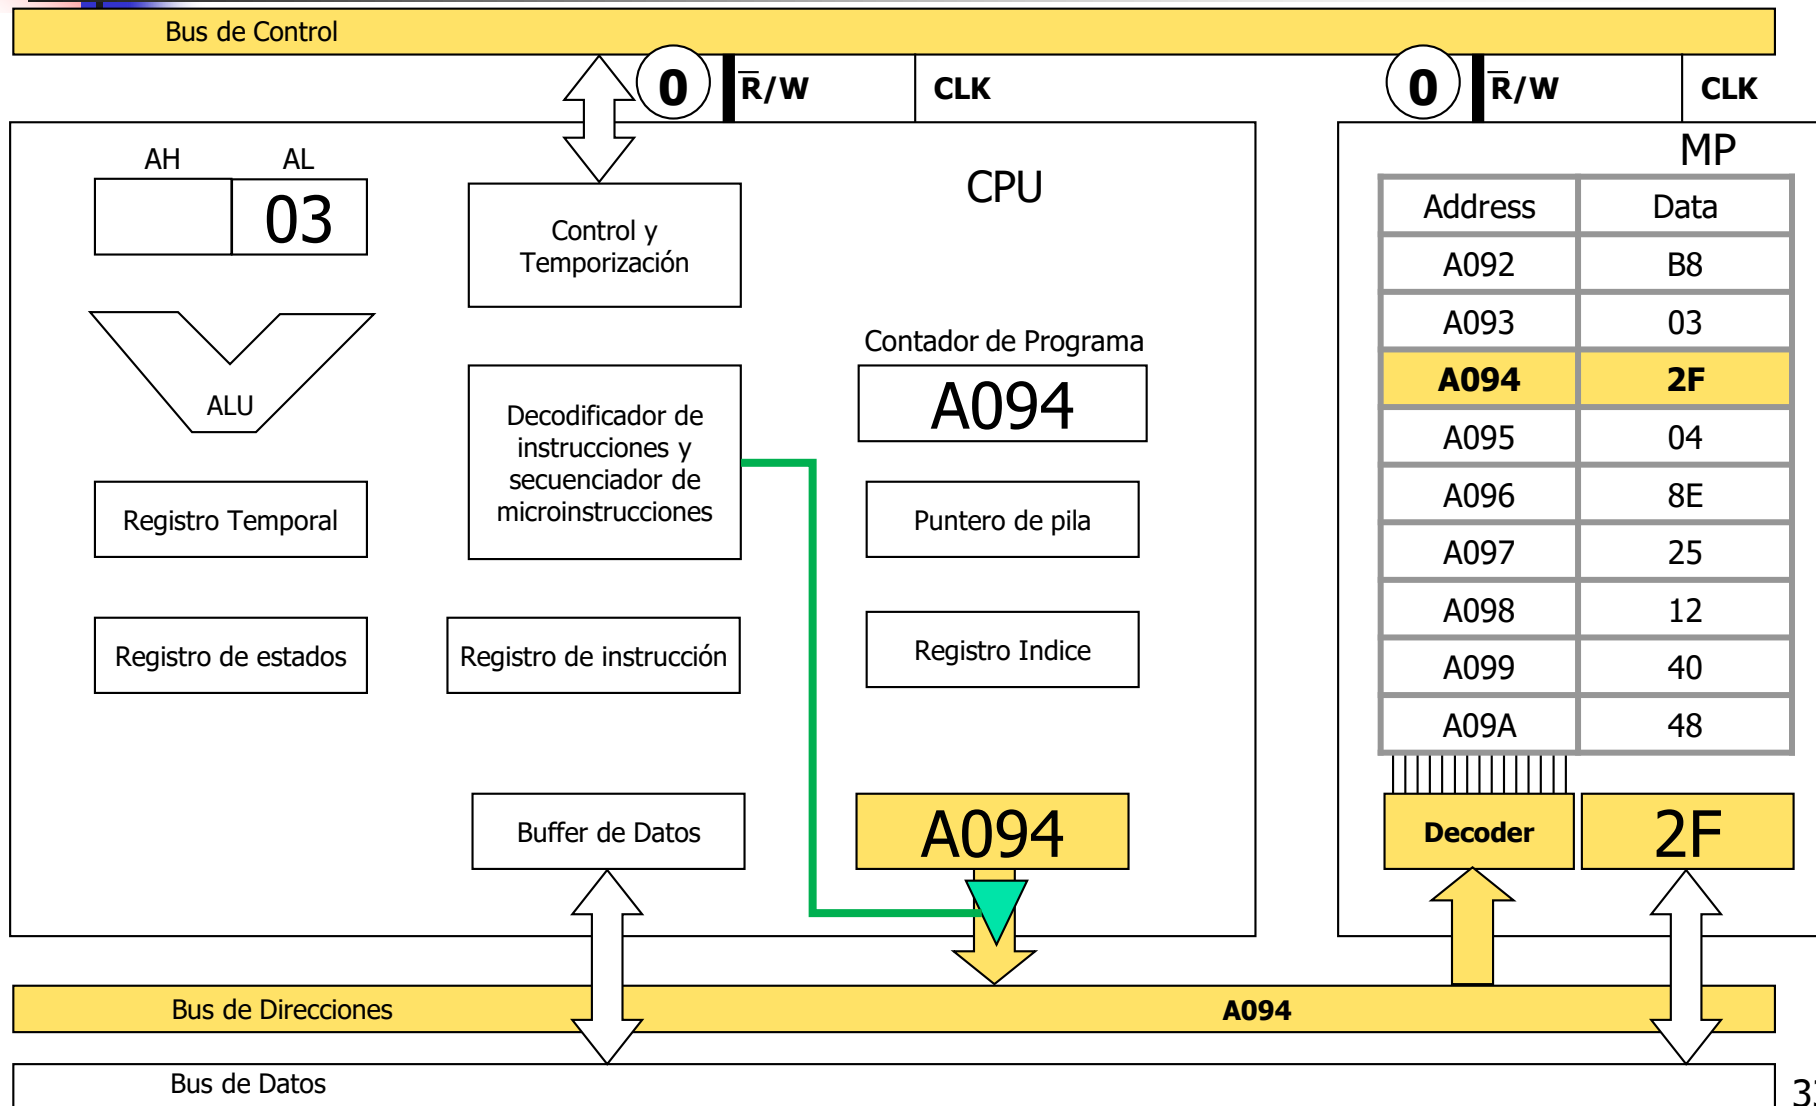 Bus de Control
0 R̅/W CLK
0 R̅/W CLK
AH AL
03
Control y
Temporización
CPU
ALU
Decodificador de
instrucciones y
secuenciador de
microinstrucciones
Contador de Programa
A094
Registro Temporal
Puntero de pila
Registro de estados
Registro de instrucción
Registro Indice
Buffer de Datos
A094
MP
Address Data
A092 B8
A093 03
A094 2F
A095 04
A096 8E
A097 25
A098 12
A099 40
A09A 48
Decoder 2F
Bus de Direcciones A094
Bus de Datos